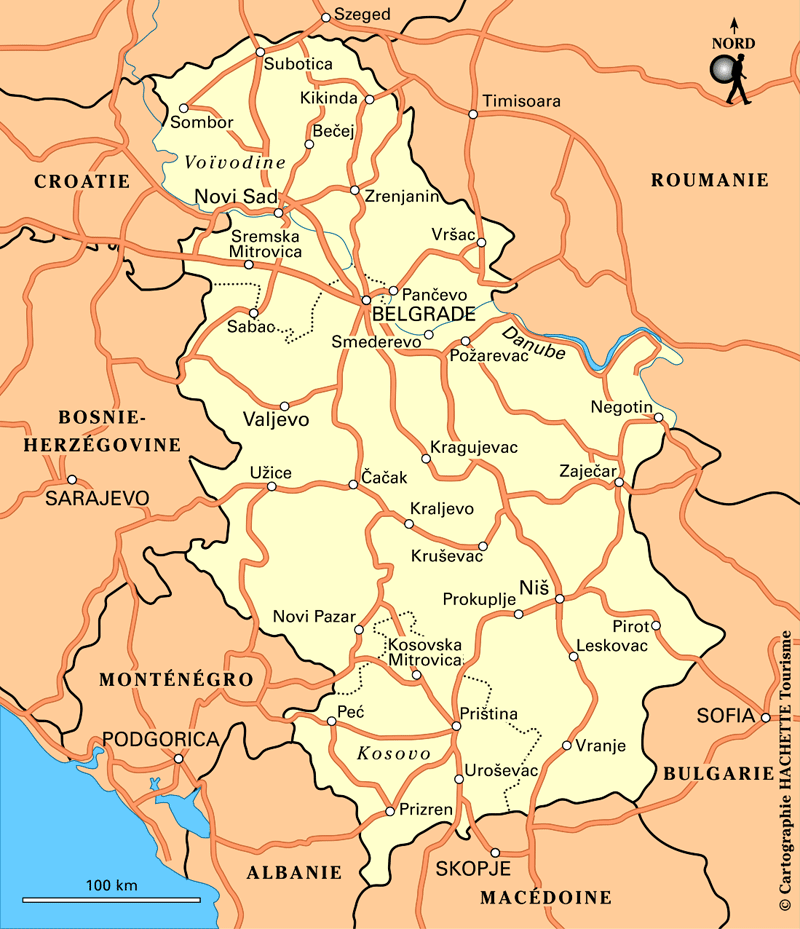 Szeged
NORD
Subotica
Kikinda
Timisoara
Sombor
Bečej
Voïvodine
CROATIE
ROUMANIE
Novi Sad
Zrenjanin
Sremska
Mitrovica
Vršac
Pančevo
BELGRADE
Sabac
Smederevo
Danube
Požarevac
Valjevo
Negotin
BOSNIE-
HERZÉGOVINE
Kragujevac
Užice
Čačak
Zaječar
SARAJEVO
Kraljevo
Kruševac
Niš
Prokuplje
Novi Pazar
Pirot
Kosovska
Mitrovica
Leskovac
MONTÉNÉGRO
Peć
Priština
SOFIA
PODGORICA
Kosovo
Vranje
Uroševac
BULGARIE
Prizren
SKOPJE
ALBANIE
100 km
MACÉDOINE
© Cartographie HACHETTE Tourisme